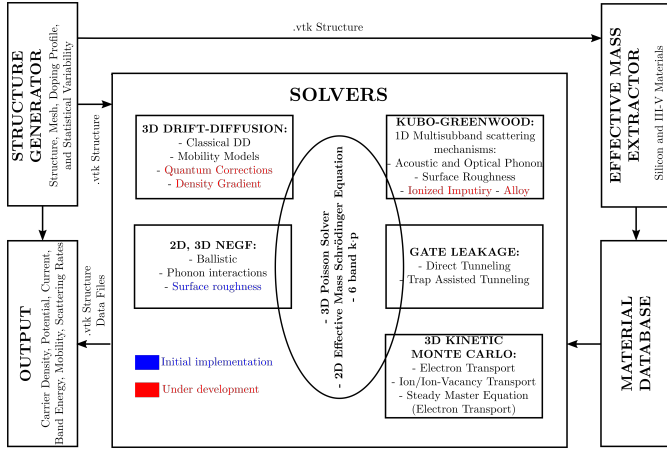 STRUCTURE
GENERATOR
Structure, Mesh, Doping Profile,
and Statistical Variability
.vtk Structure
EFFECTIVE MASS
EXTRACTOR
Silicon and III-V Materials
.vtk Structure
SOLVERS
3D DRIFT-DIFFUSION:
- Classical DD
- Mobility Models
- Quantum Corrections
- Density Gradient
KUBO-GREENWOOD:
1D Multisubband scattering
mechanisms:
- Acoustic and Optical Phonon
- Surface Roughness
- Ionized Imputiry - Alloy
- 3D Poisson Solver
- 2D Effective Mass Schrödinger Equation
- 6 band k·p
2D, 3D NEGF:
- Ballistic
- Phonon interactions
- Surface roughness
GATE LEAKAGE:
- Direct Tunneling
- Trap Assisted Tunneling
3D KINETIC
MONTE CARLO:
- Electron Transport
- Ion/Ion-Vacancy Transport
- Steady Master Equation
(Electron Transport)
Initial implementation
Under development
OUTPUT
Carrier Density, Potential, Current,
Band Energy, Mobility, Scattering Rates
.vtk Structure
Data Files
MATERIAL
DATABASE